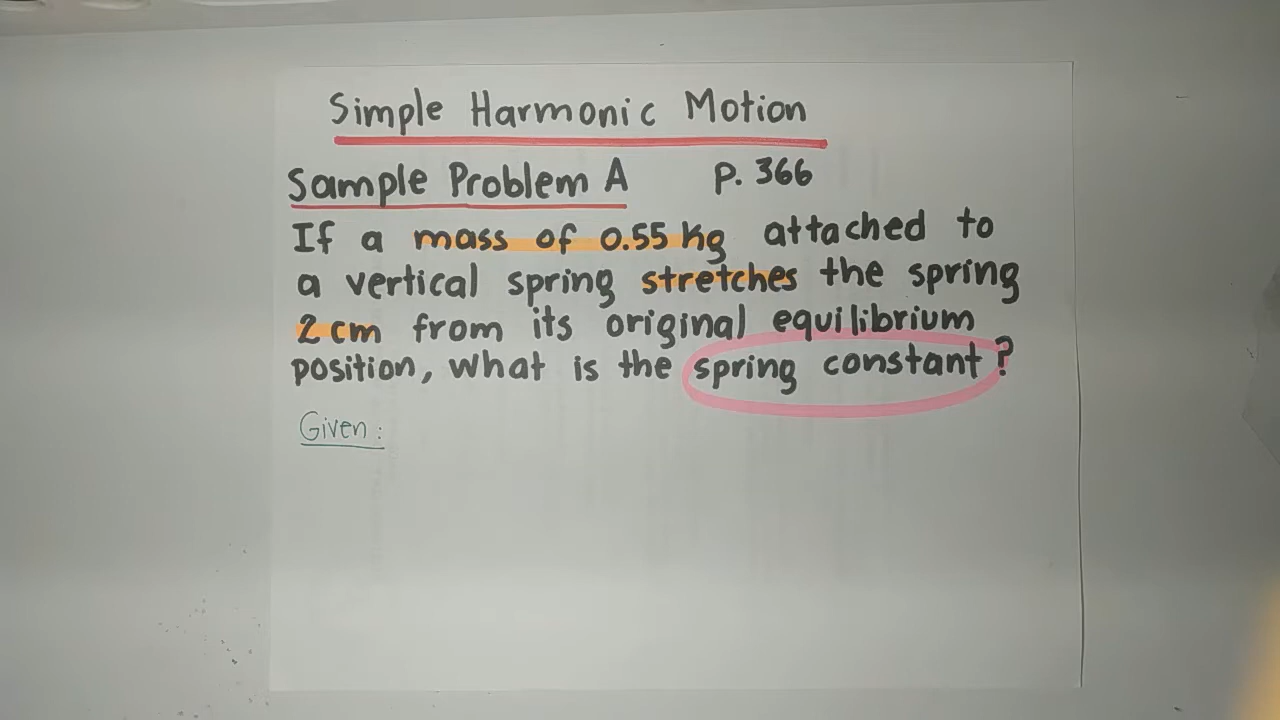 Simple Harmonic Motion
Sample Problem A p. 366
If a mass of 0.55 kg attached to
a vertical spring stretches the spring
2 cm from its original equilibrium
position, what is the spring constant?
Given: